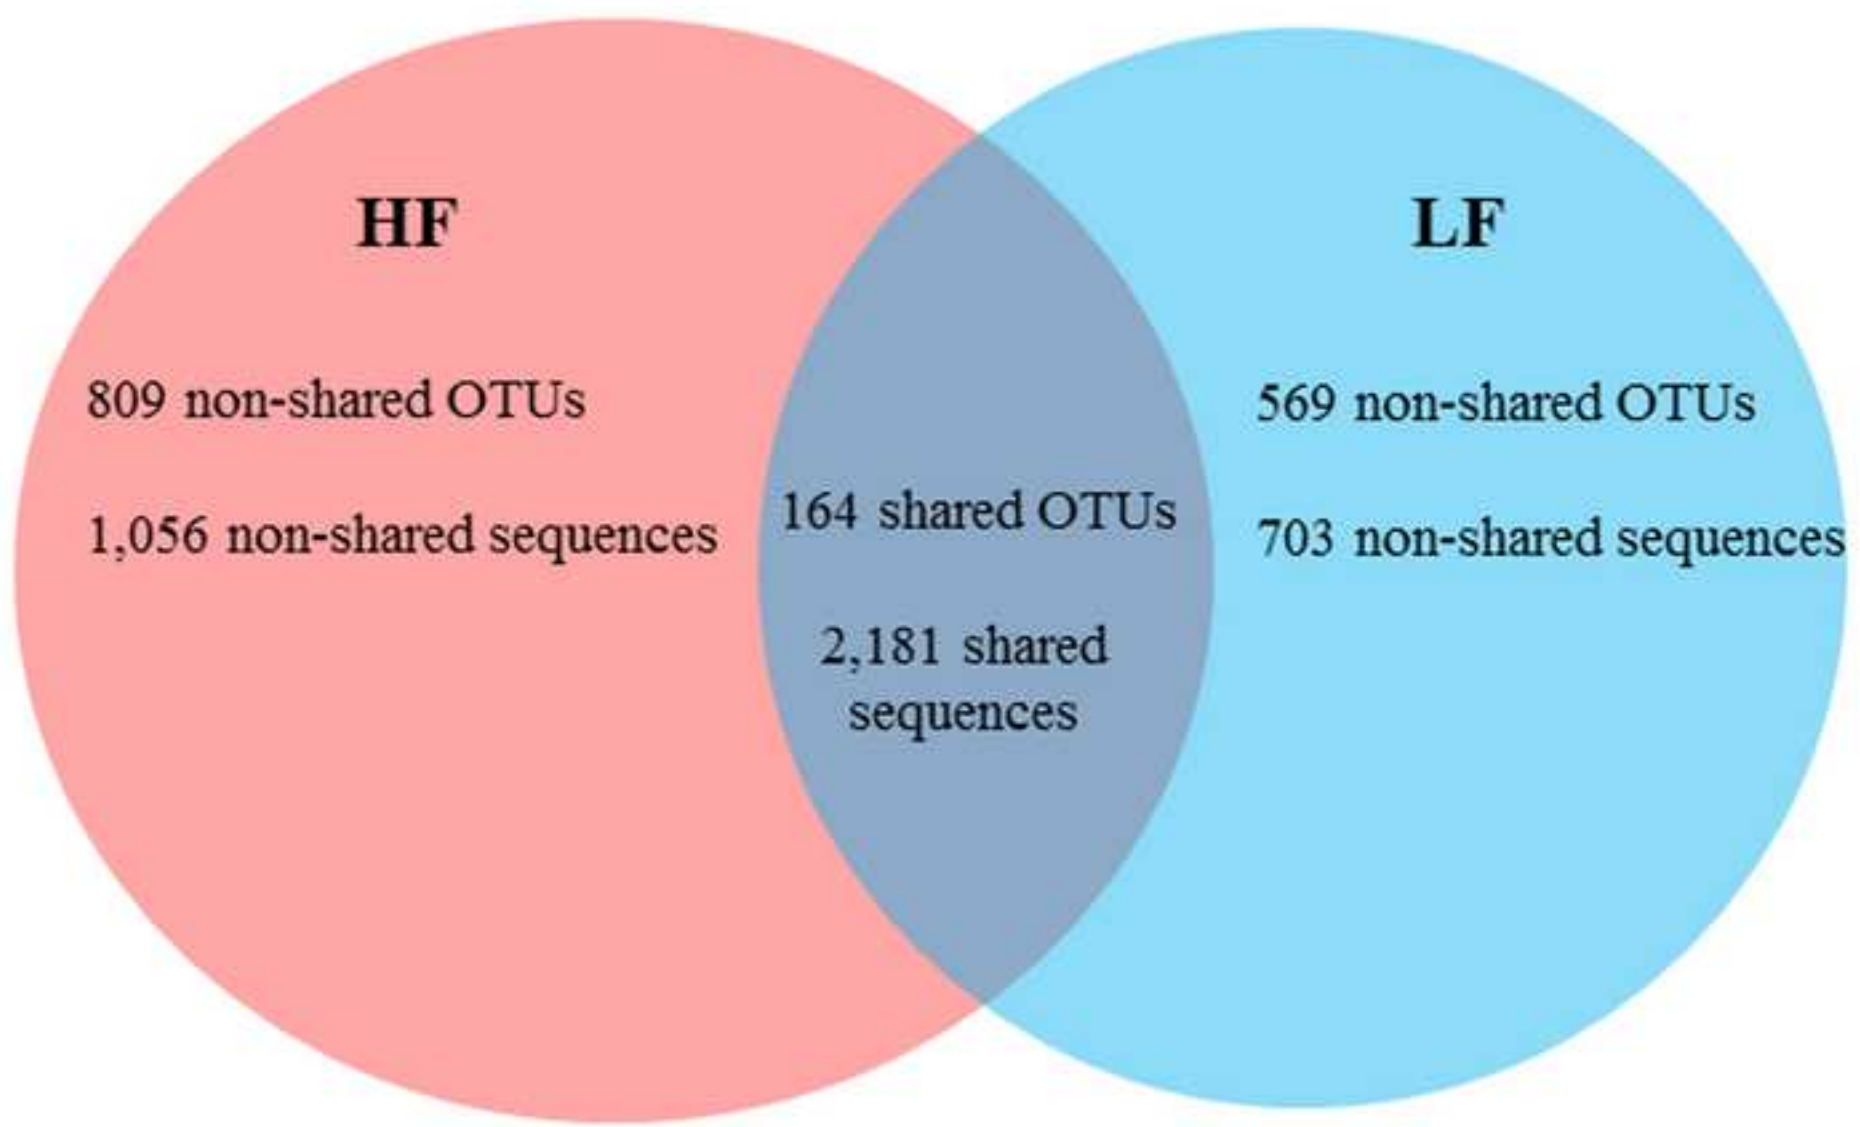 HF
809 non-shared OTUs
1,056 non-shared sequences
164 shared OTUs
2,181 shared
sequences
LF
569 non-shared OTUs
703 non-shared sequences